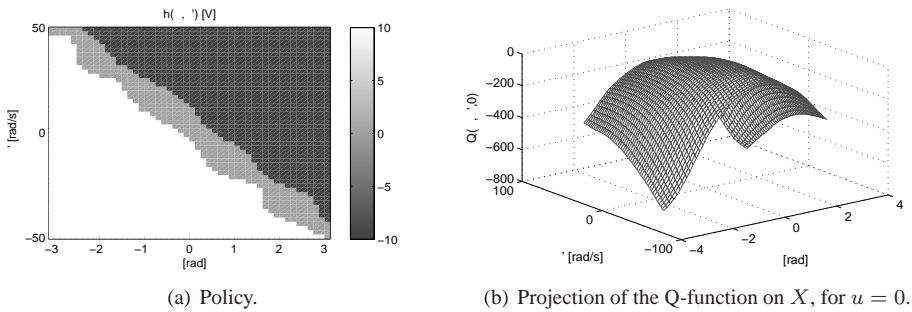 h( , ') [V]
50
0
−50
' [rad/s]
−3 −2 −1 0 1 2 3
[rad]
10
5
0
−5
−10
(a) Policy.
0
−200
−400
−600
−800
Q( , ',0)
100
0
−100
' [rad/s]
−4
−2
0
2
4
[rad]
(b) Projection of the Q-function on X, for u = 0.